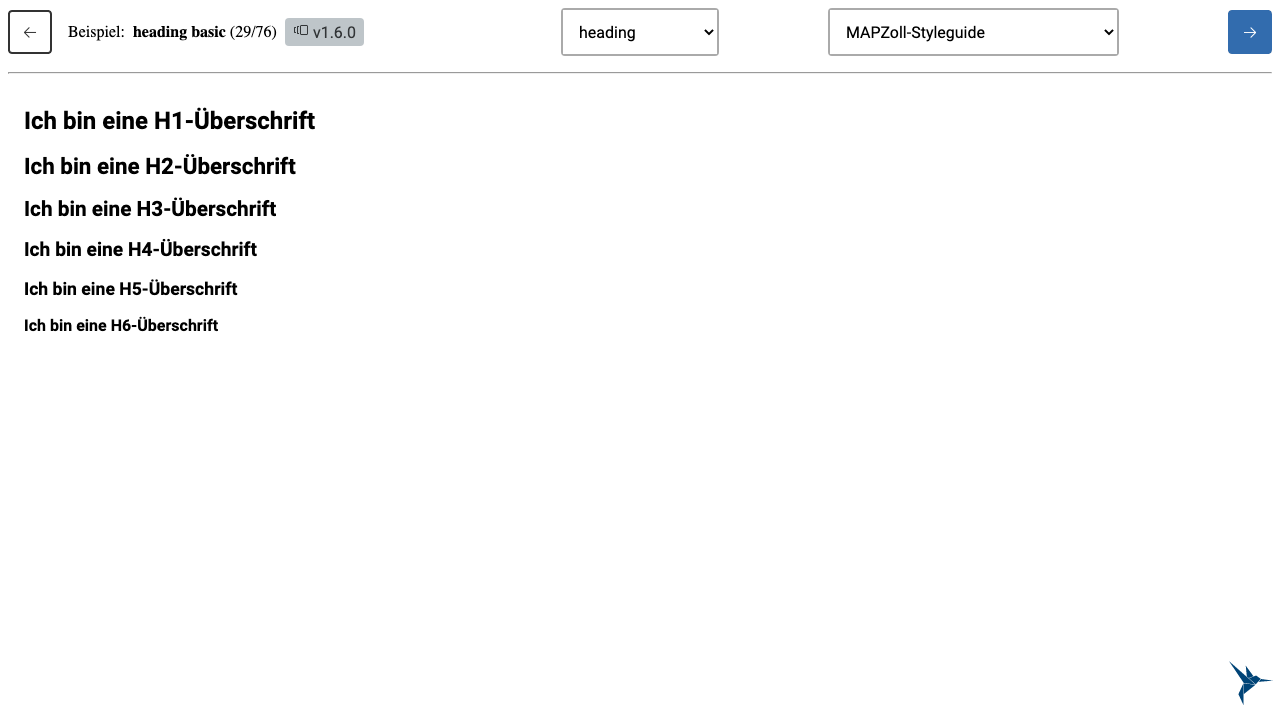 Beispiel: heading basic (29/76) v1.6.0 heading MAPZoll-Styleguide
Ich bin eine H1-Überschrift
Ich bin eine H2-Überschrift
Ich bin eine H3-Überschrift
Ich bin eine H4-Überschrift
Ich bin eine H5-Überschrift
Ich bin eine H6-Überschrift